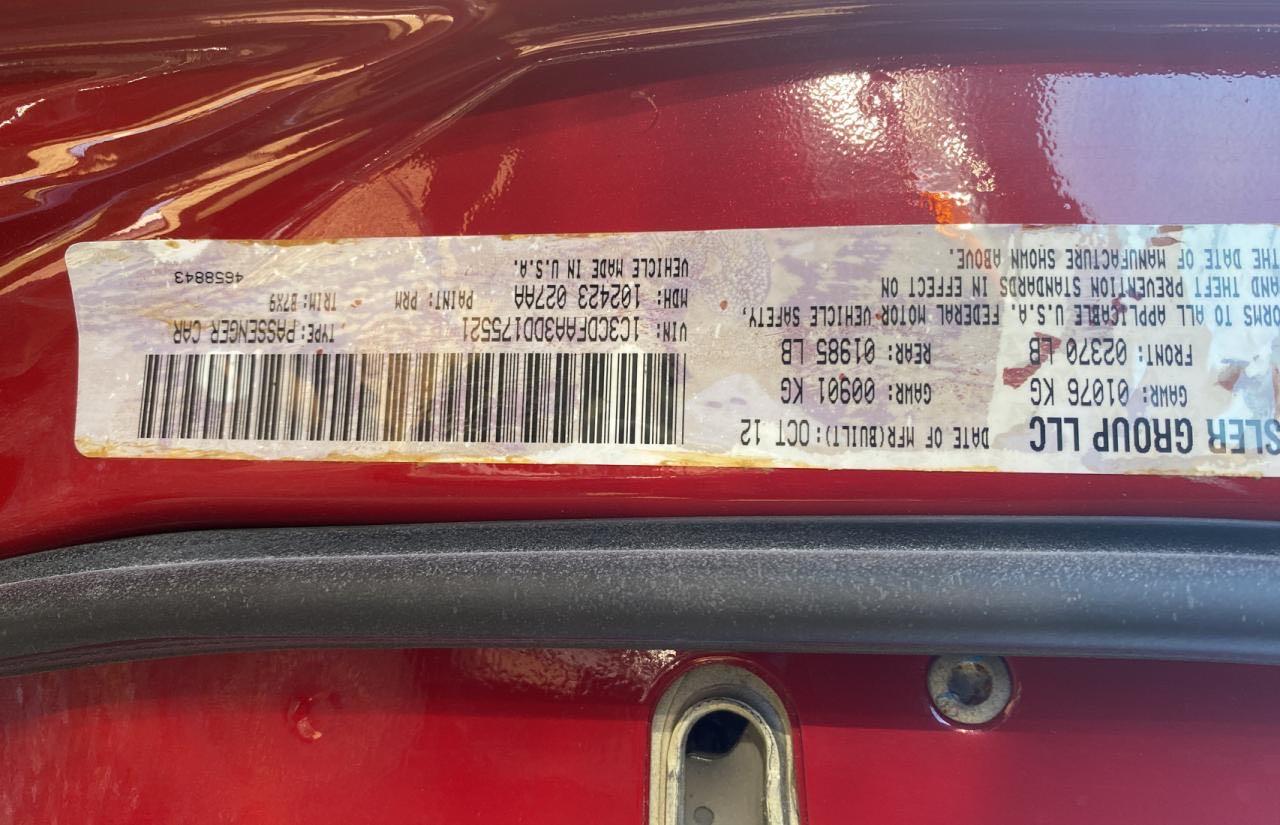 SLER GROUP LLC
DATE OF MFR(BUILT): OCT 12
GAWR: 01076 KG
GAWR: 00901 KG
FRONT: 02370 LB
REAR: 01985 LB
ORMS TO ALL APPLICABLE U.S.A. FEDERAL MOTOR VEHICLE SAFETY,
AND THEFT PREVENTION STANDARDS IN EFFECT ON
THE DATE OF MANUFACTURE SHOWN ABOVE.
VIN: 1C3CDFAA3DD175521
TYPE: PASSENGER CAR
MDH: 102423 027AA
PAINT: PRM
TRIM: B7X9
VEHICLE MADE IN U.S.A.
4658843